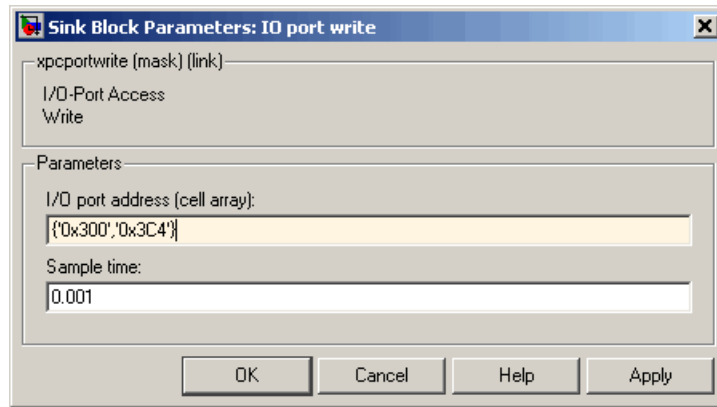 Sink Block Parameters: IO port write
xpcportwrite (mask) (link)
I/O-Port Access
Write
Parameters
I/O port address (cell array):
{'0x300','0x3C4'}
Sample time:
0.001
OK Cancel Help Apply